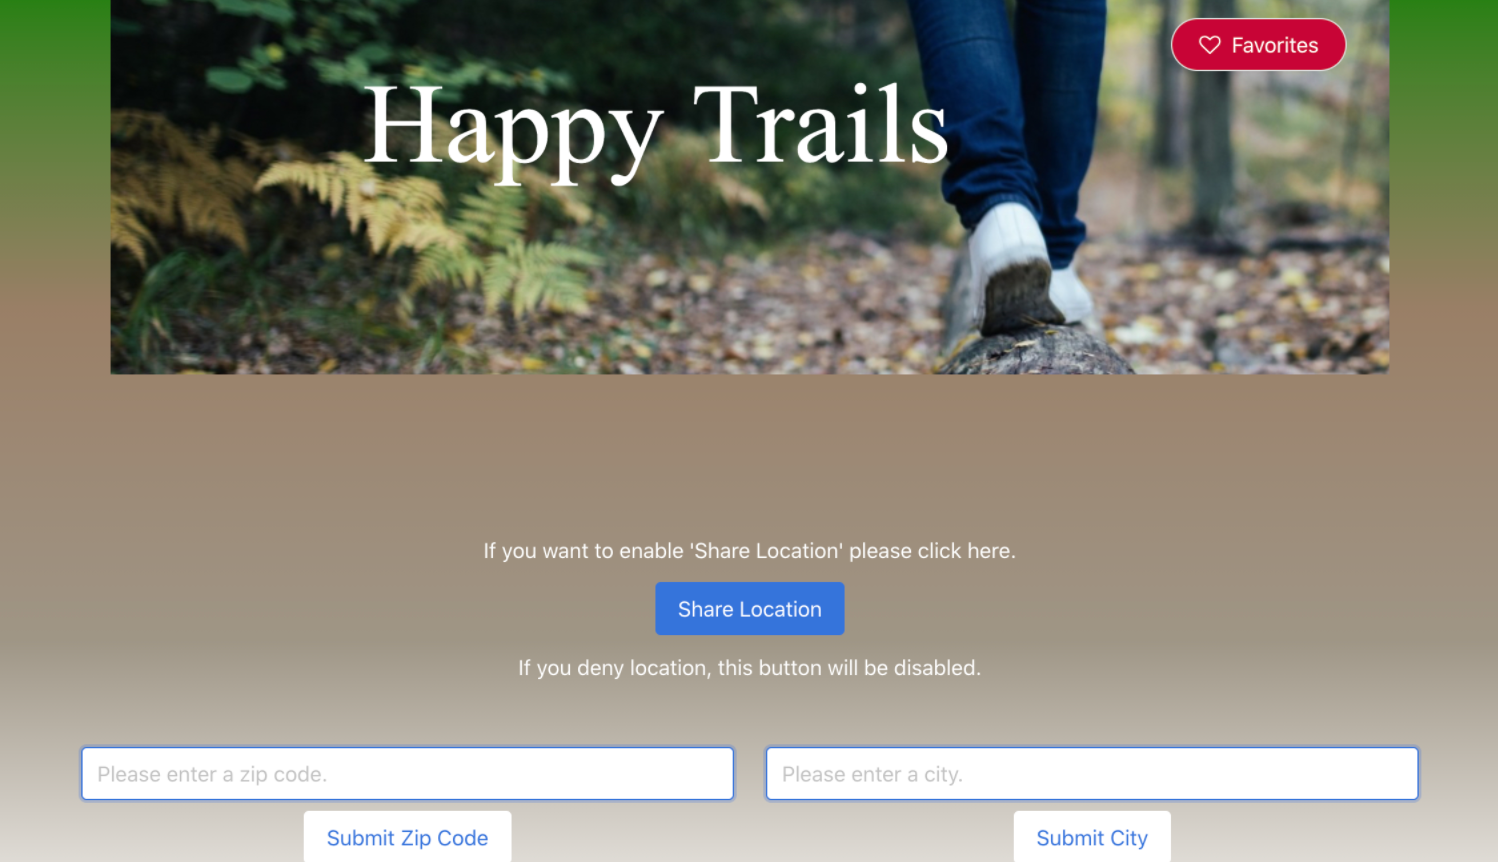 Favorites
Happy Trails
If you want to enable 'Share Location' please click here.
Share Location
If you deny location, this button will be disabled.
Please enter a zip code.
Please enter a city.
Submit Zip Code
Submit City